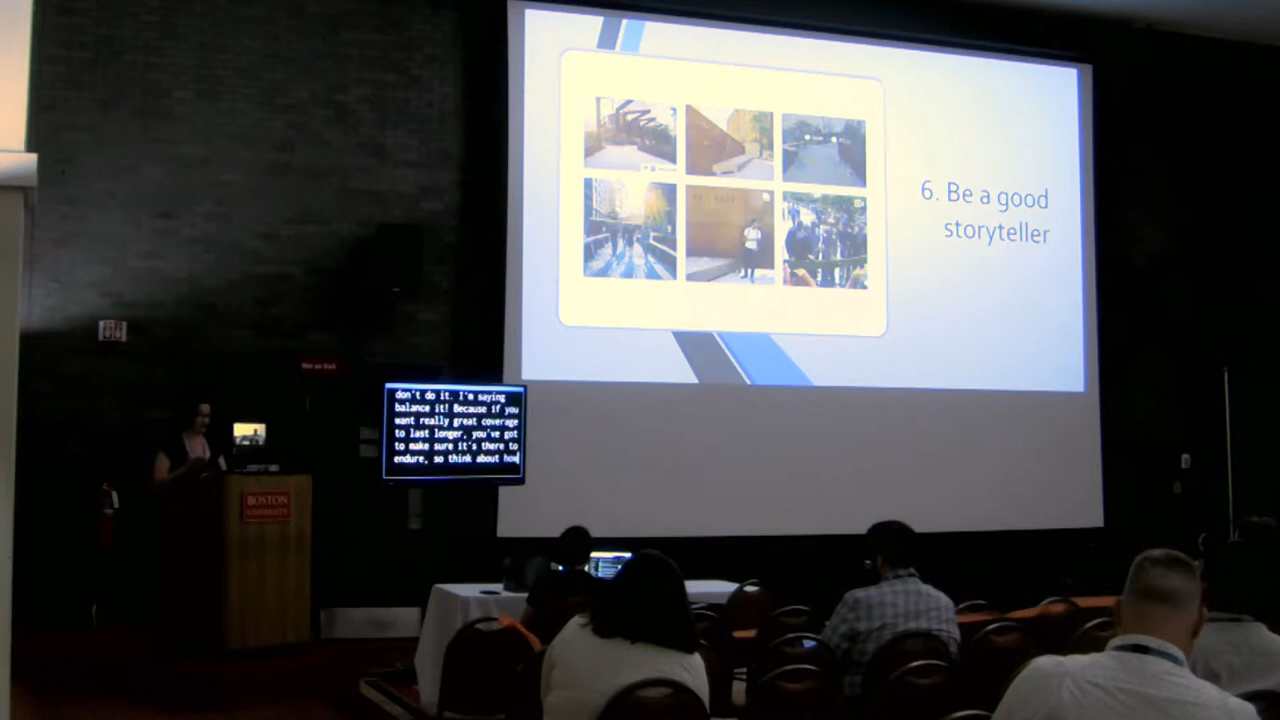 6. Be a good
storyteller
don't do it. I'm saying
balance it! Because if you
want really great coverage
to last longer, you've got
to make sure it's there to
endure, so think about how
BOSTON
UNIVERSITY